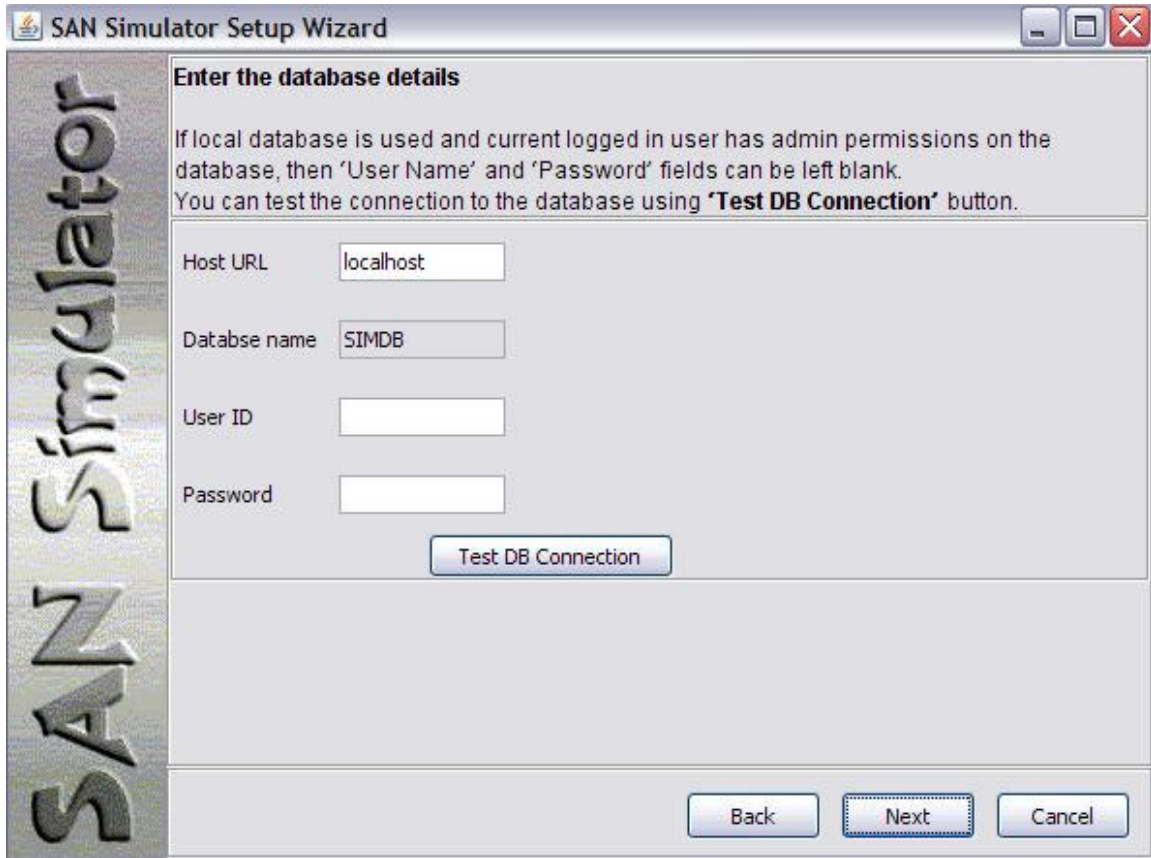 SAN Simulator Setup Wizard
SAN Simulator
Enter the database details
If local database is used and current logged in user has admin permissions on the
database, then ‘User Name’ and ‘Password’ fields can be left blank.
You can test the connection to the database using ‘Test DB Connection’ button.
Host URL localhost
Databse name SIMDB
User ID
Password
Test DB Connection
Back Next Cancel